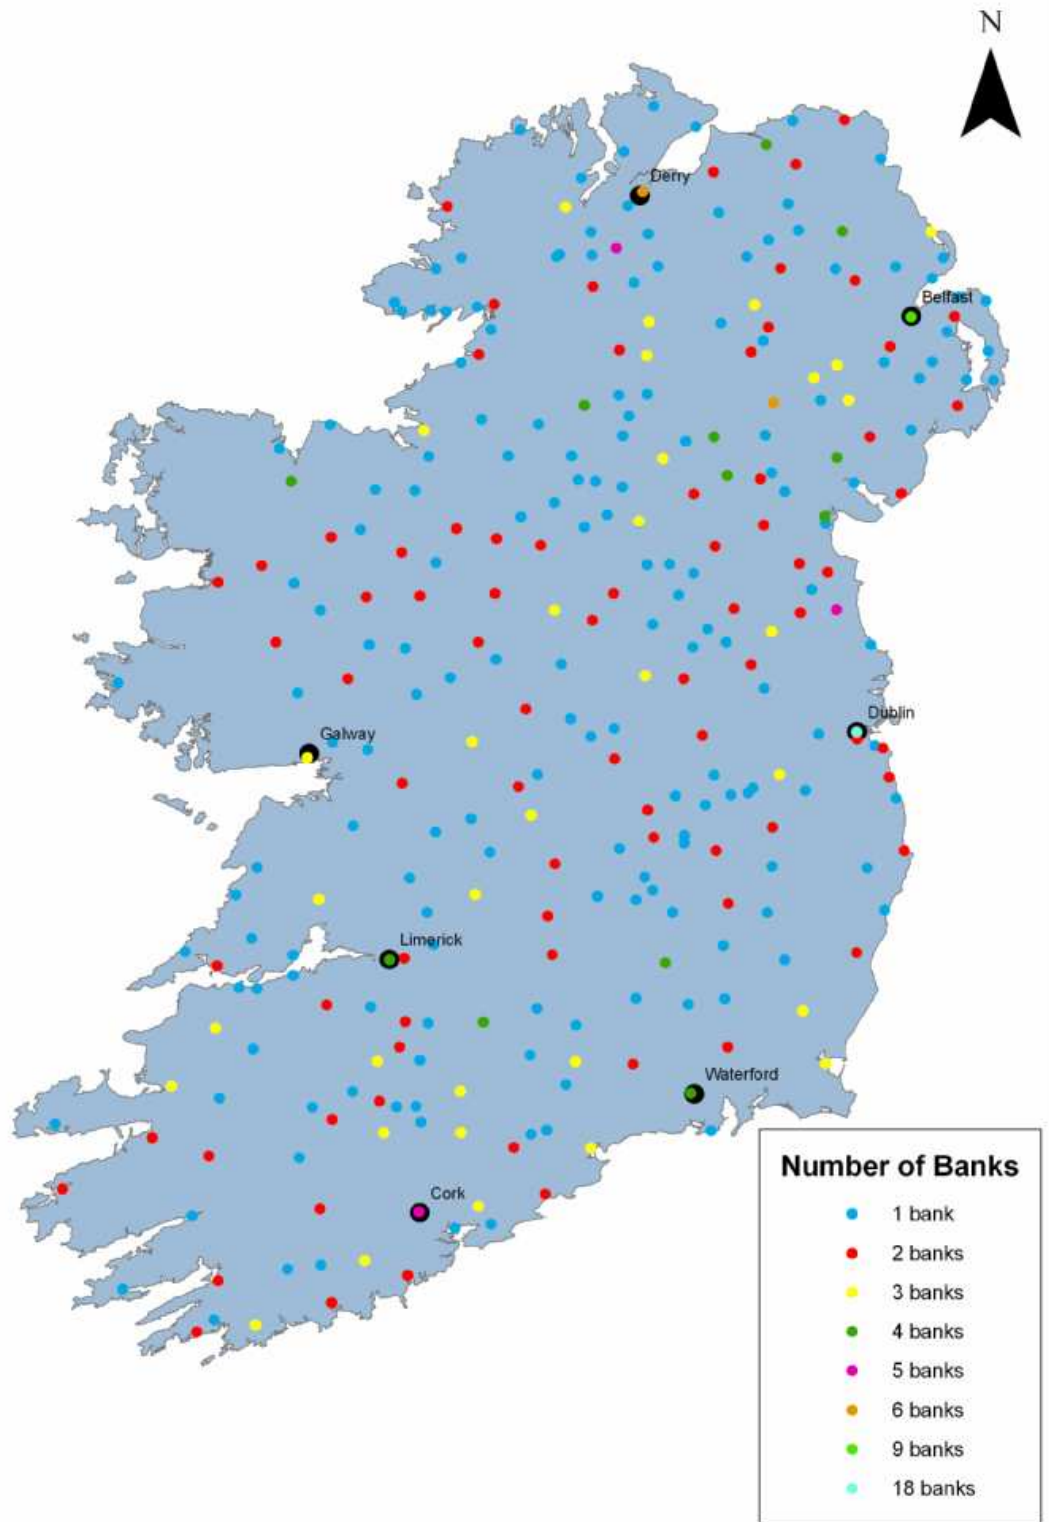 N
Derry
Belfast
Dublin
Galway
Limerick
Waterford
Cork
Number of Banks
1 bank
2 banks
3 banks
4 banks
5 banks
6 banks
9 banks
18 banks